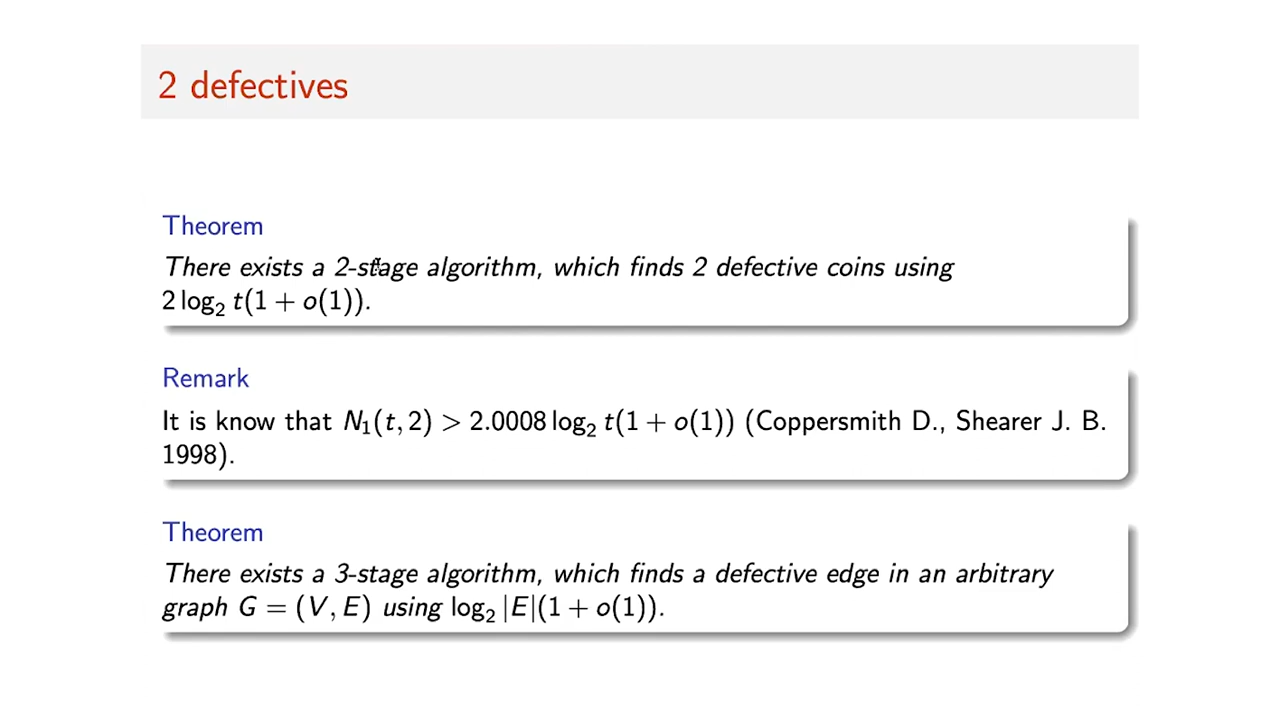 2 defectives
Theorem
There exists a 2-stage algorithm, which finds 2 defective coins using
2 log₂ t(1 + o(1)).
Remark
It is know that N₁(t, 2) > 2.0008 log₂ t(1 + o(1)) (Coppersmith D., Shearer J. B.
1998).
Theorem
There exists a 3-stage algorithm, which finds a defective edge in an arbitrary
graph G = (V, E) using log₂ |E|(1 + o(1)).